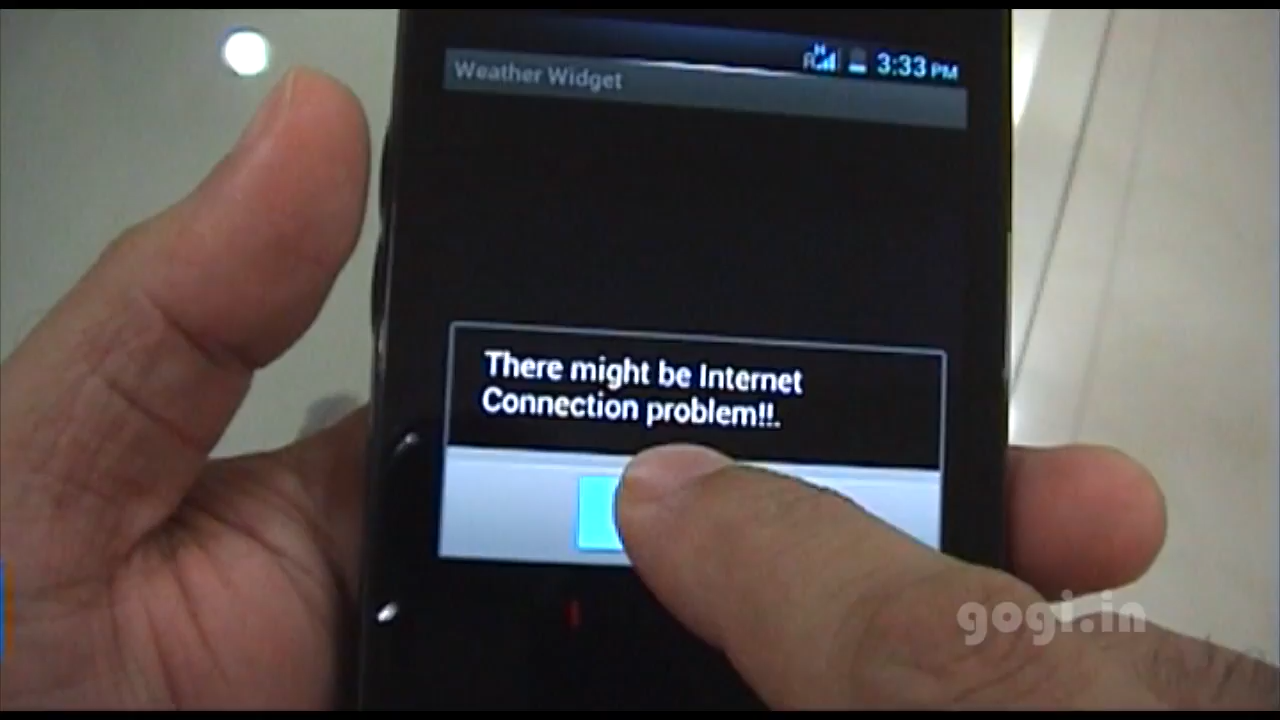 R H 3:33 PM
Weather Widget
There might be Internet
Connection problem!!.
gogi.in